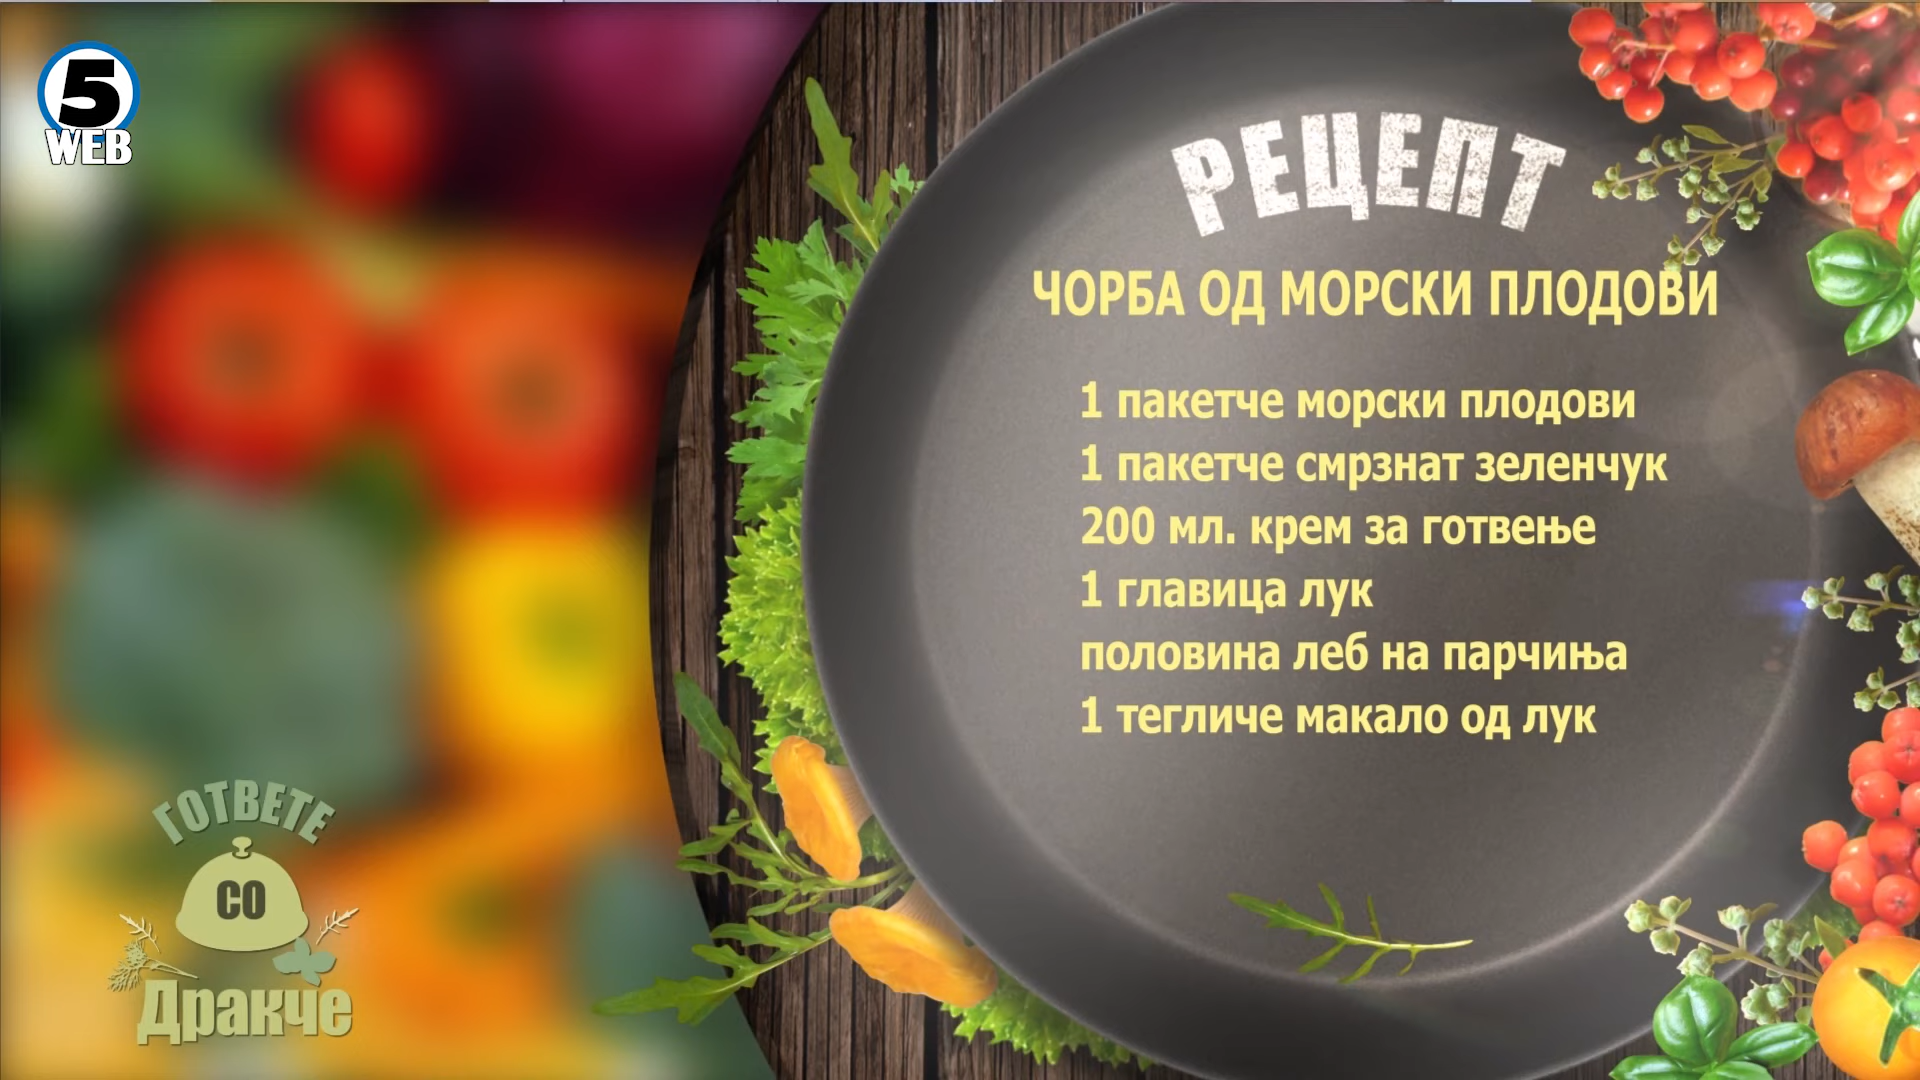 5
WEB
РЕЦЕПТ
ЧОРБА ОД МОРСКИ ПЛОДОВИ
1 пакетче морски плодови
1 пакетче смрзнат зеленчук
200 мл. крем за готвење
1 главица лук
половина леб на парчиња
1 тегличе макало од лук
ГОТВЕТЕ
СО
Дракче